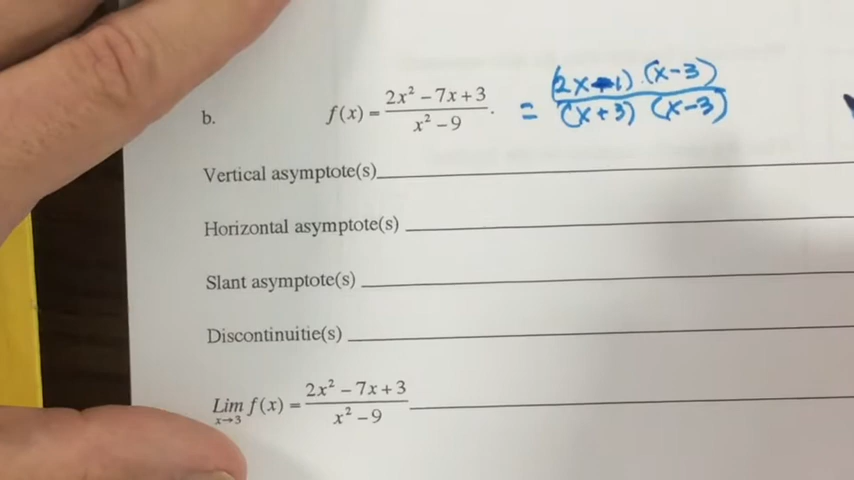 b. f(x) = (2x² − 7x + 3)/(x² − 9). = ((2x−1) (x−3))/((x+3) (x−3))
Vertical asymptote(s)
Horizontal asymptote(s)
Slant asymptote(s)
Discontinuitie(s)
Lim x→3 f(x) = (2x² − 7x + 3)/(x² − 9)